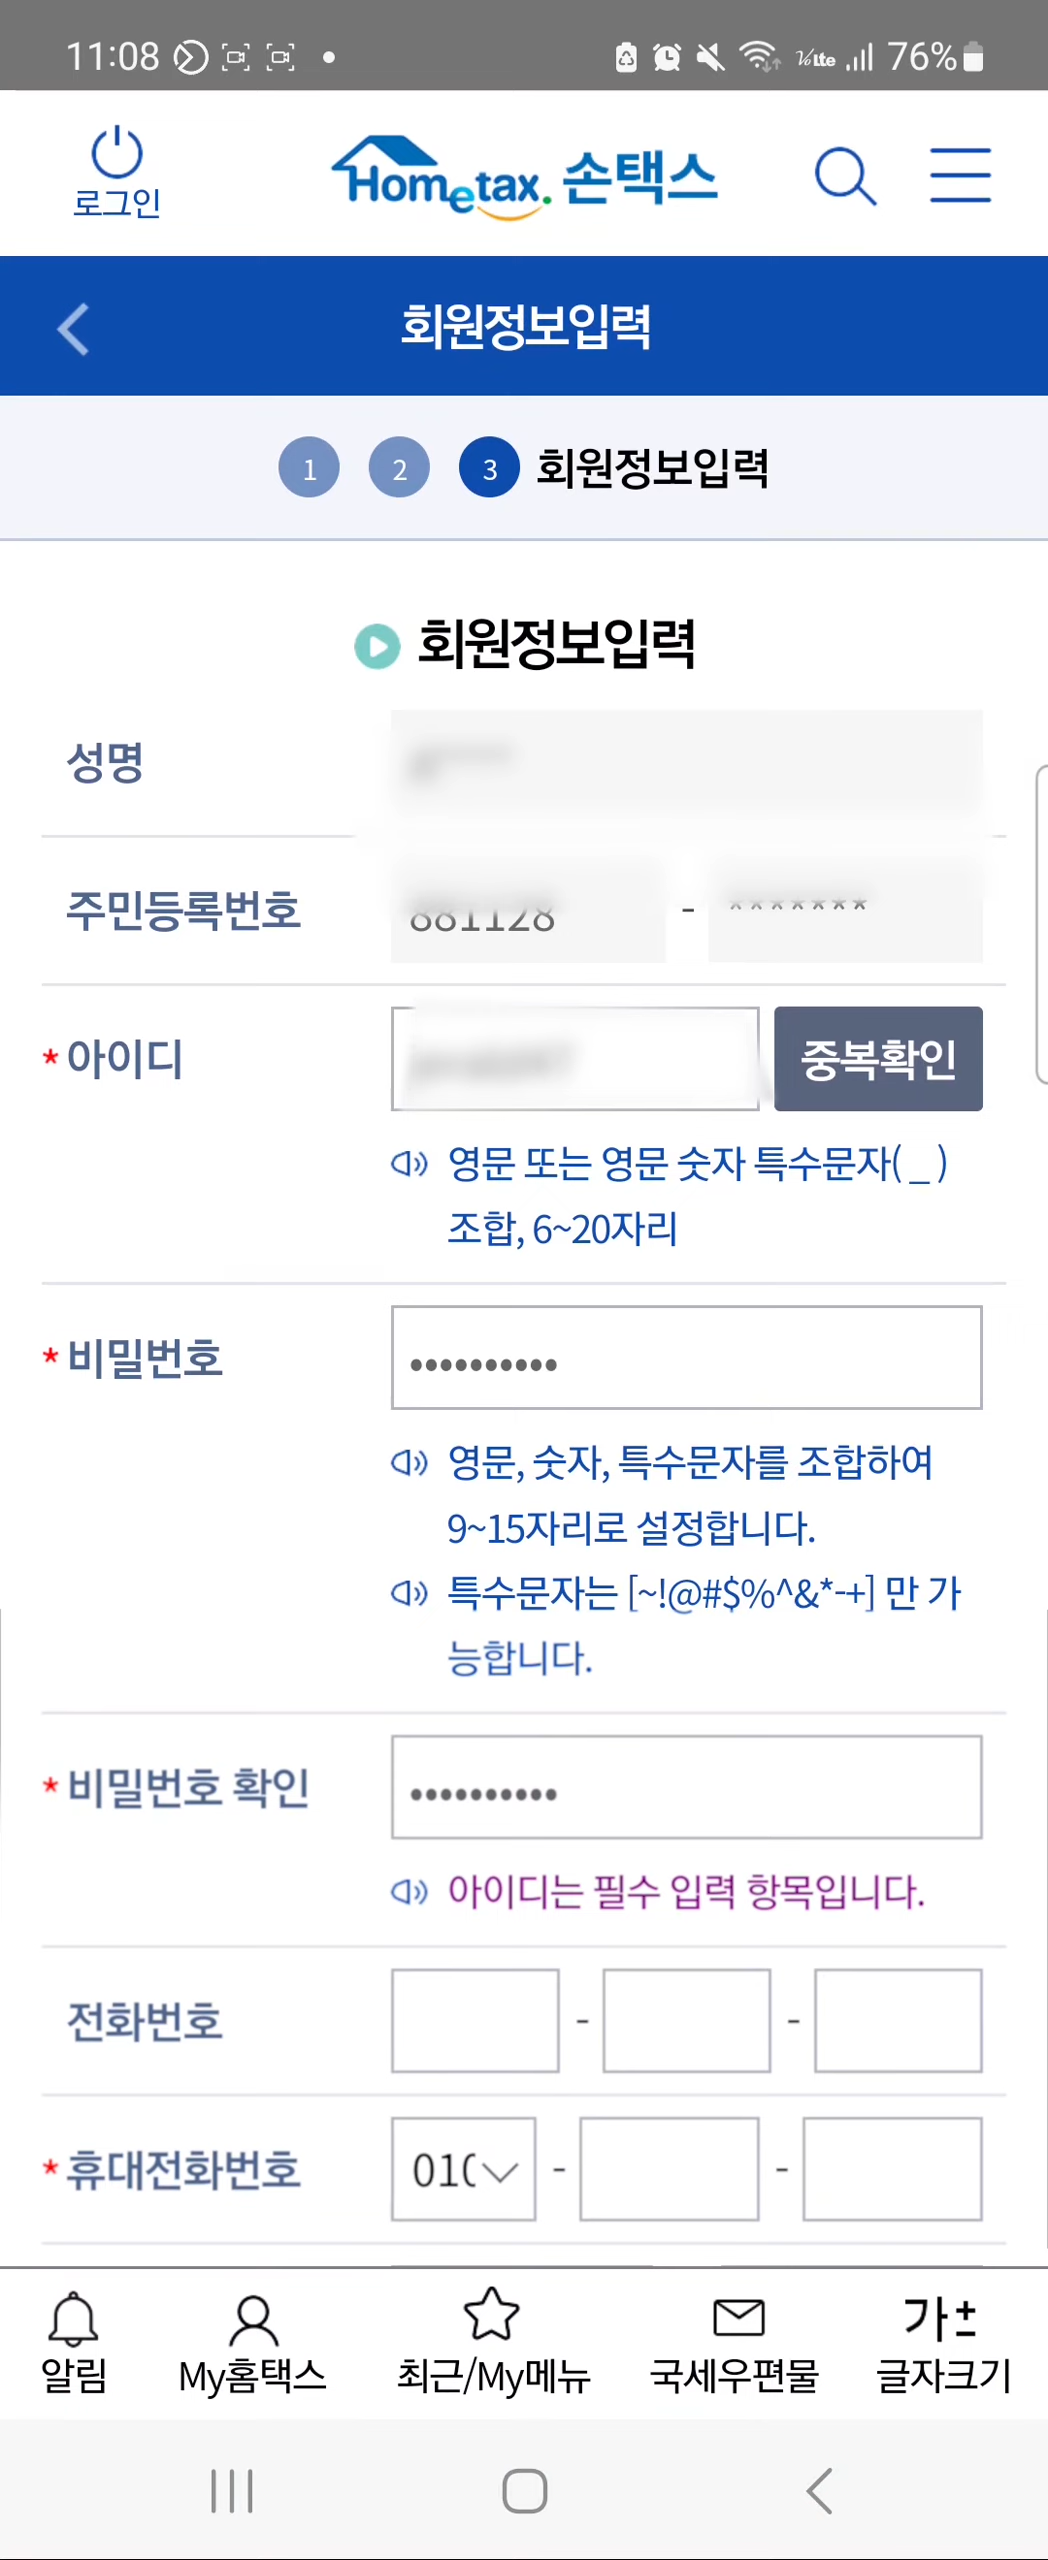 11:08
Vo lte 76%
로그인
Hometax. 손택스
회원정보입력
1 2 3 회원정보입력
회원정보입력
성명
주민등록번호 881128 - *******
* 아이디 중복확인
영문 또는 영문 숫자 특수문자( _ )
조합, 6~20자리
* 비밀번호 ••••••••••
영문, 숫자, 특수문자를 조합하여
9~15자리로 설정합니다.
특수문자는 [~!@#$%^&*-+] 만 가
능합니다.
* 비밀번호 확인 ••••••••••
아이디는 필수 입력 항목입니다.
전화번호 - -
* 휴대전화번호 010 - -
알림 My홈택스 최근/My메뉴 국세우편물 가± 글자크기